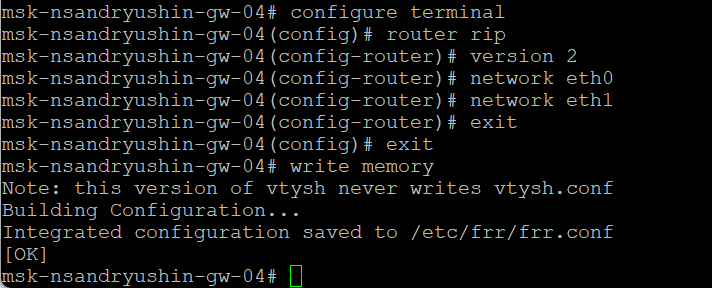 msk-nsandryushin-gw-04# configure terminal
msk-nsandryushin-gw-04(config)# router rip
msk-nsandryushin-gw-04(config-router)# version 2
msk-nsandryushin-gw-04(config-router)# network eth0
msk-nsandryushin-gw-04(config-router)# network eth1
msk-nsandryushin-gw-04(config-router)# exit
msk-nsandryushin-gw-04(config)# exit
msk-nsandryushin-gw-04# write memory
Note: this version of vtysh never writes vtysh.conf
Building Configuration...
Integrated configuration saved to /etc/frr/frr.conf
[OK]
msk-nsandryushin-gw-04#